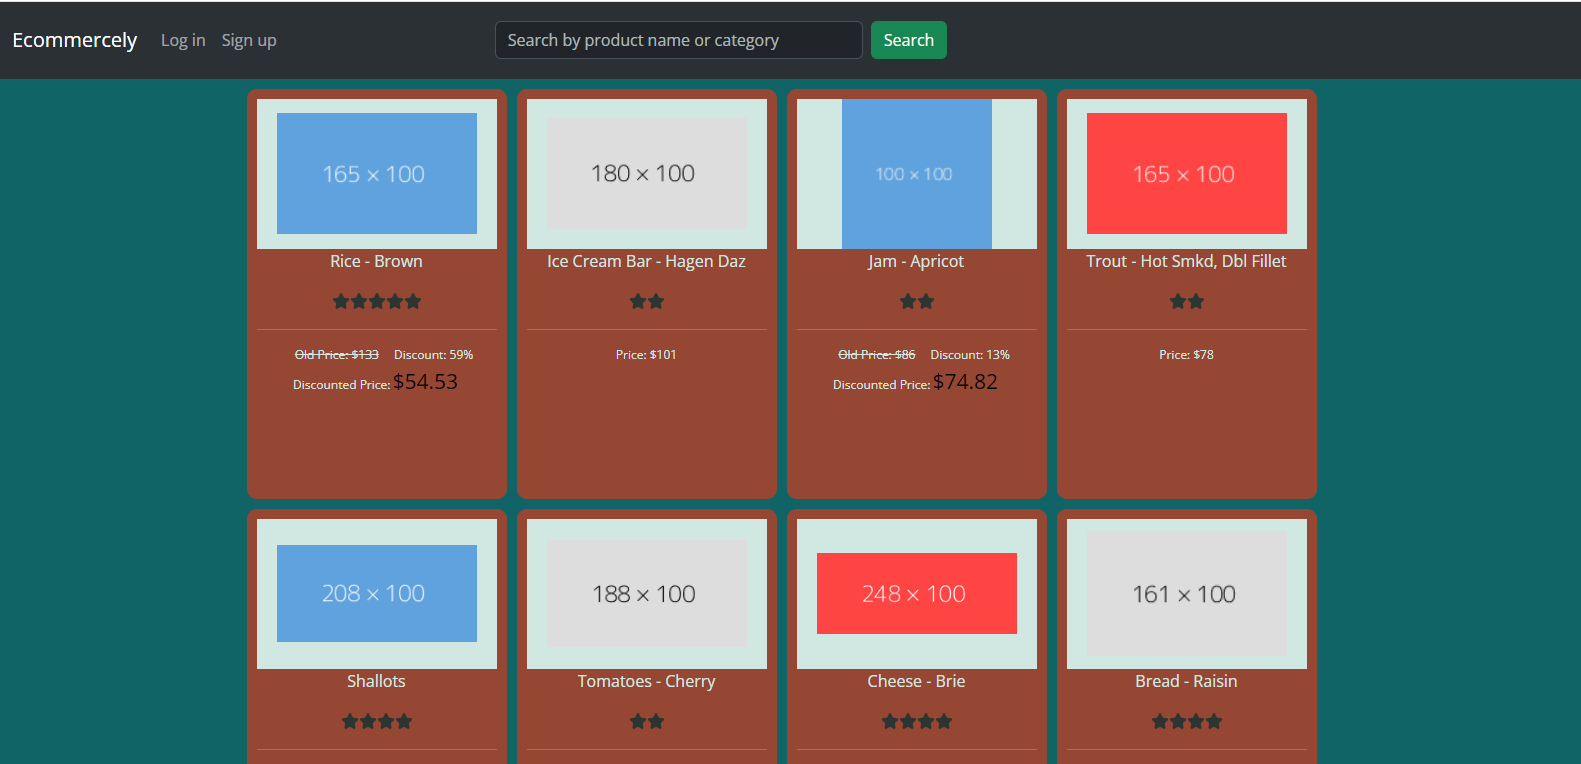 Ecommercely Log in Sign up Search by product name or category Search
165 × 100 180 × 100 100 × 100 165 × 100
Rice - Brown Ice Cream Bar - Hagen Daz Jam - Apricot Trout - Hot Smkd, Dbl Fillet
Old Price: $133 Discount: 59% Price: $101 Old Price: $86 Discount: 13% Price: $78
Discounted Price: $54.53 Discounted Price: $74.82
208 × 100 188 × 100 248 × 100 161 × 100
Shallots Tomatoes - Cherry Cheese - Brie Bread - Raisin